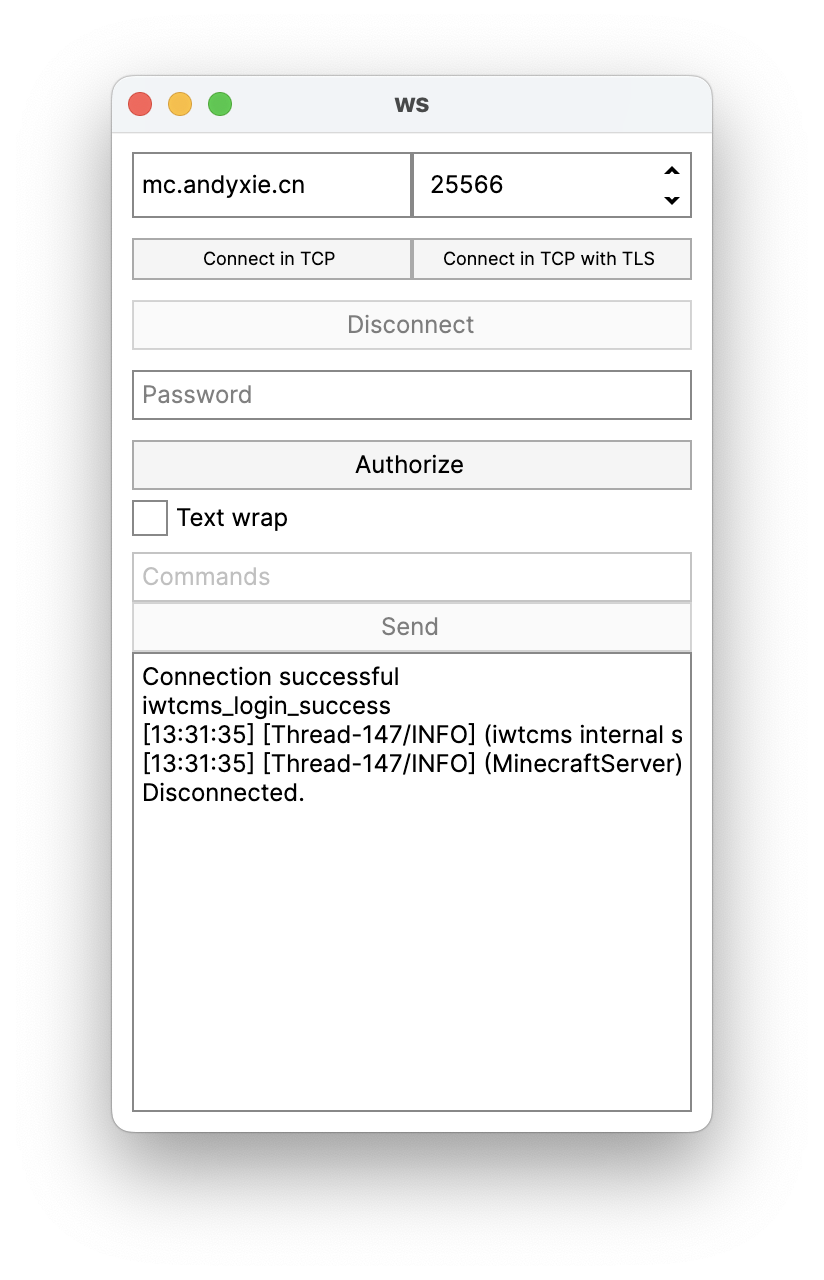 ws
mc.andyxie.cn 25566
Connect in TCP Connect in TCP with TLS
Disconnect
Password
Authorize
Text wrap
Commands
Send
Connection successful
iwtcms_login_success
[13:31:35] [Thread-147/INFO] (iwtcms internal s
[13:31:35] [Thread-147/INFO] (MinecraftServer)
Disconnected.